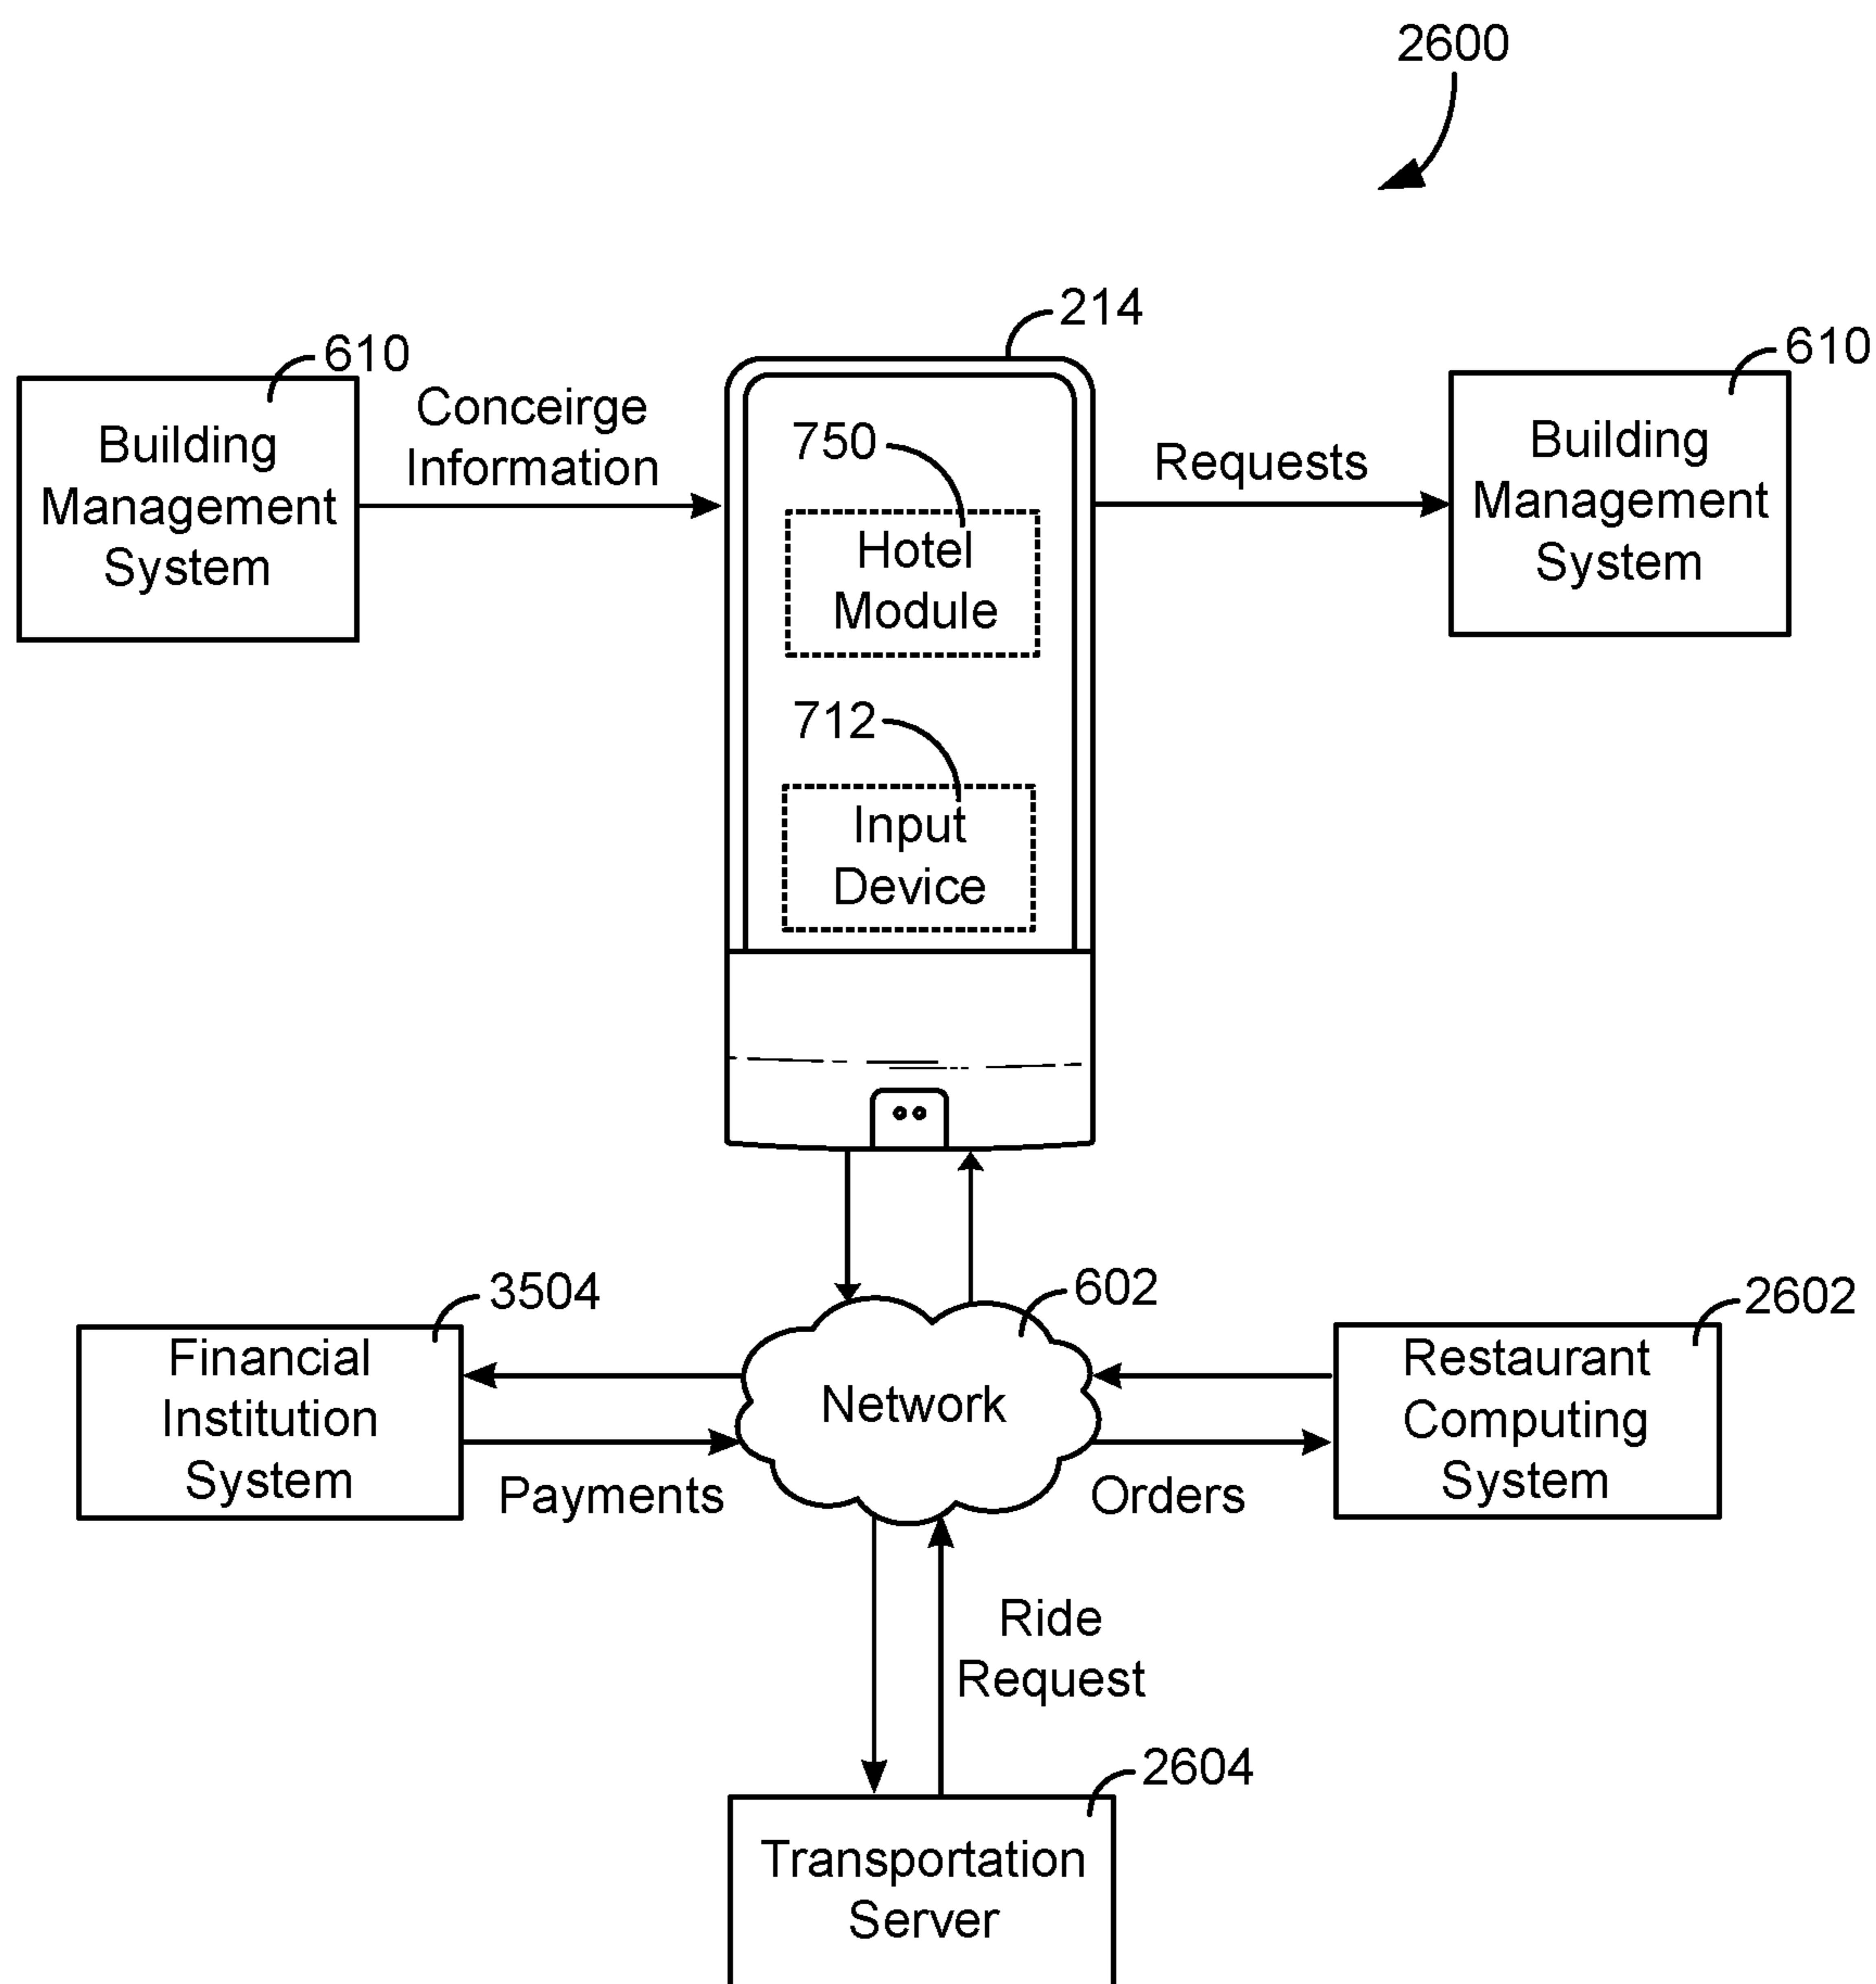 2600
214
610
610
Building
Management
System
Conceirge
Information
750
Hotel
Module
Requests
Building
Management
System
712
Input
Device
3504
602
2602
Financial
Institution
System
Network
Restaurant
Computing
System
Payments
Orders
Ride
Request
2604
Transportation
Server